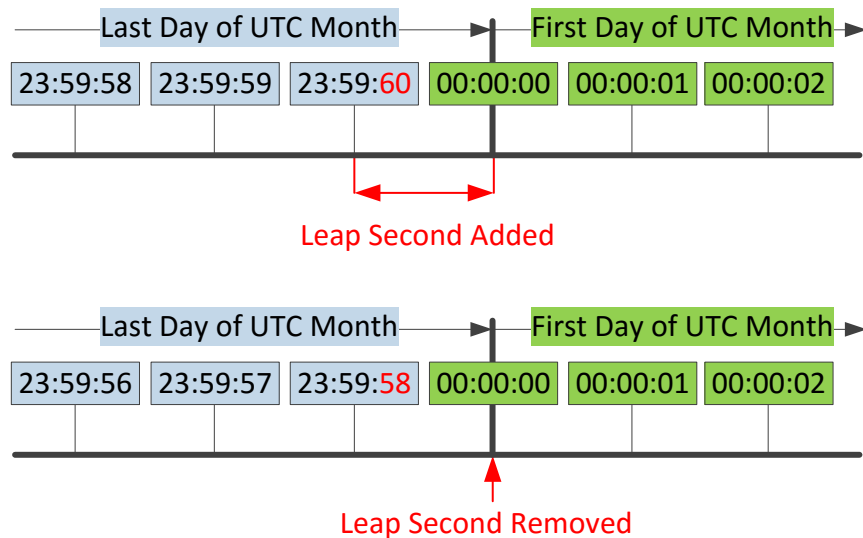 Last Day of UTC Month First Day of UTC Month
23:59:58 23:59:59 23:59:60 00:00:00 00:00:01 00:00:02
Leap Second Added
Last Day of UTC Month First Day of UTC Month
23:59:56 23:59:57 23:59:58 00:00:00 00:00:01 00:00:02
Leap Second Removed